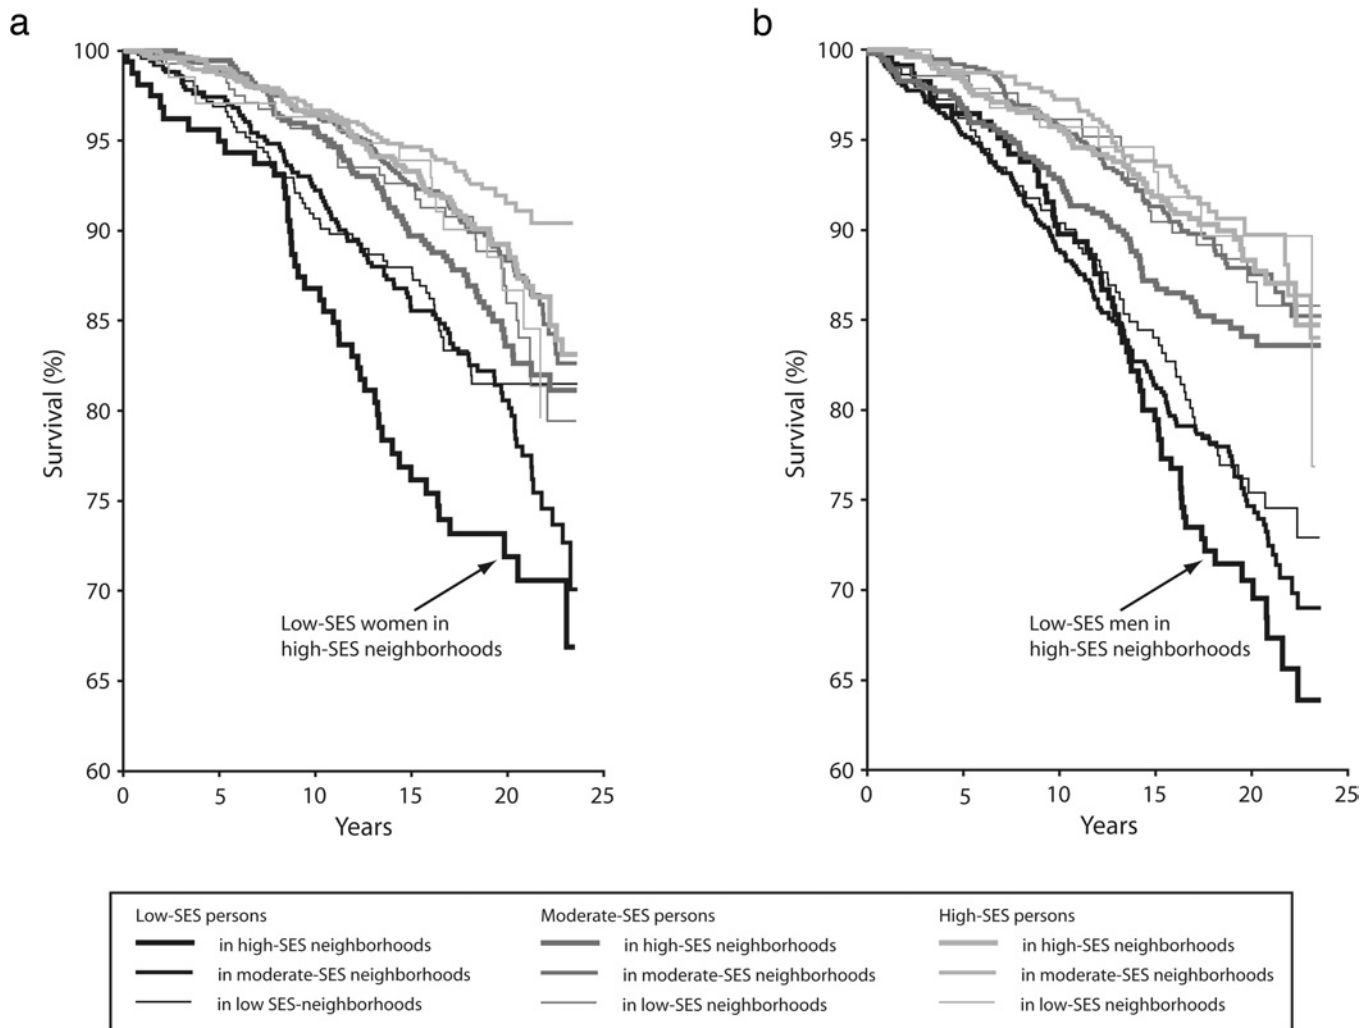 a
100
95
90
85
80
75
70
65
60
Survival (%)
0 5 10 15 20 25
Years
Low-SES women in
high-SES neighborhoods
b
100
95
90
85
80
75
70
65
60
Survival (%)
0 5 10 15 20 25
Years
Low-SES men in
high-SES neighborhoods
Low-SES persons
in high-SES neighborhoods
in moderate-SES neighborhoods
in low SES-neighborhoods
Moderate-SES persons
in high-SES neighborhoods
in moderate-SES neighborhoods
in low-SES neighborhoods
High-SES persons
in high-SES neighborhoods
in moderate-SES neighborhoods
in low-SES neighborhoods